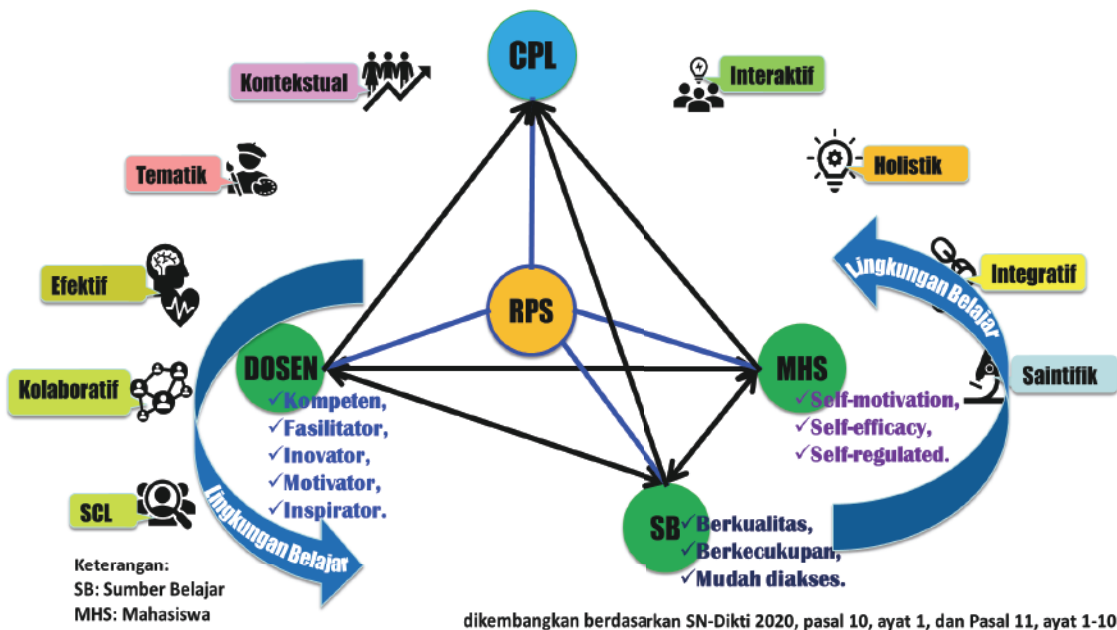 CPL
Kontekstual
Interaktif
Tematik
Holistik
Efektif
Lingkungan Belajar
Integratif
RPS
DOSEN
MHS
Kolaboratif
Saintifik
✓Kompeten,
✓Fasilitator,
✓Inovator,
✓Motivator,
✓Inspirator.
✓Self-motivation,
✓Self-efficacy,
✓Self-regulated.
SCL
Lingkungan Belajar
SB
✓Berkualitas,
✓Berkecukupan,
✓Mudah diakses.
Keterangan:
SB: Sumber Belajar
MHS: Mahasiswa
dikembangkan berdasarkan SN-Dikti 2020, pasal 10, ayat 1, dan Pasal 11, ayat 1-10